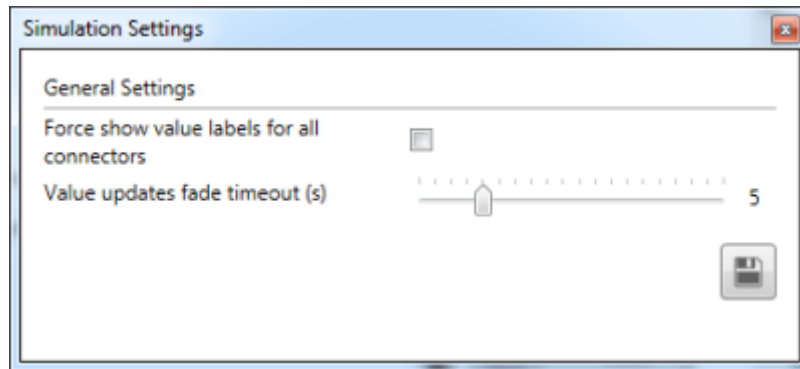 Simulation Settings
General Settings
Force show value labels for all
connectors
Value updates fade timeout (s)
5